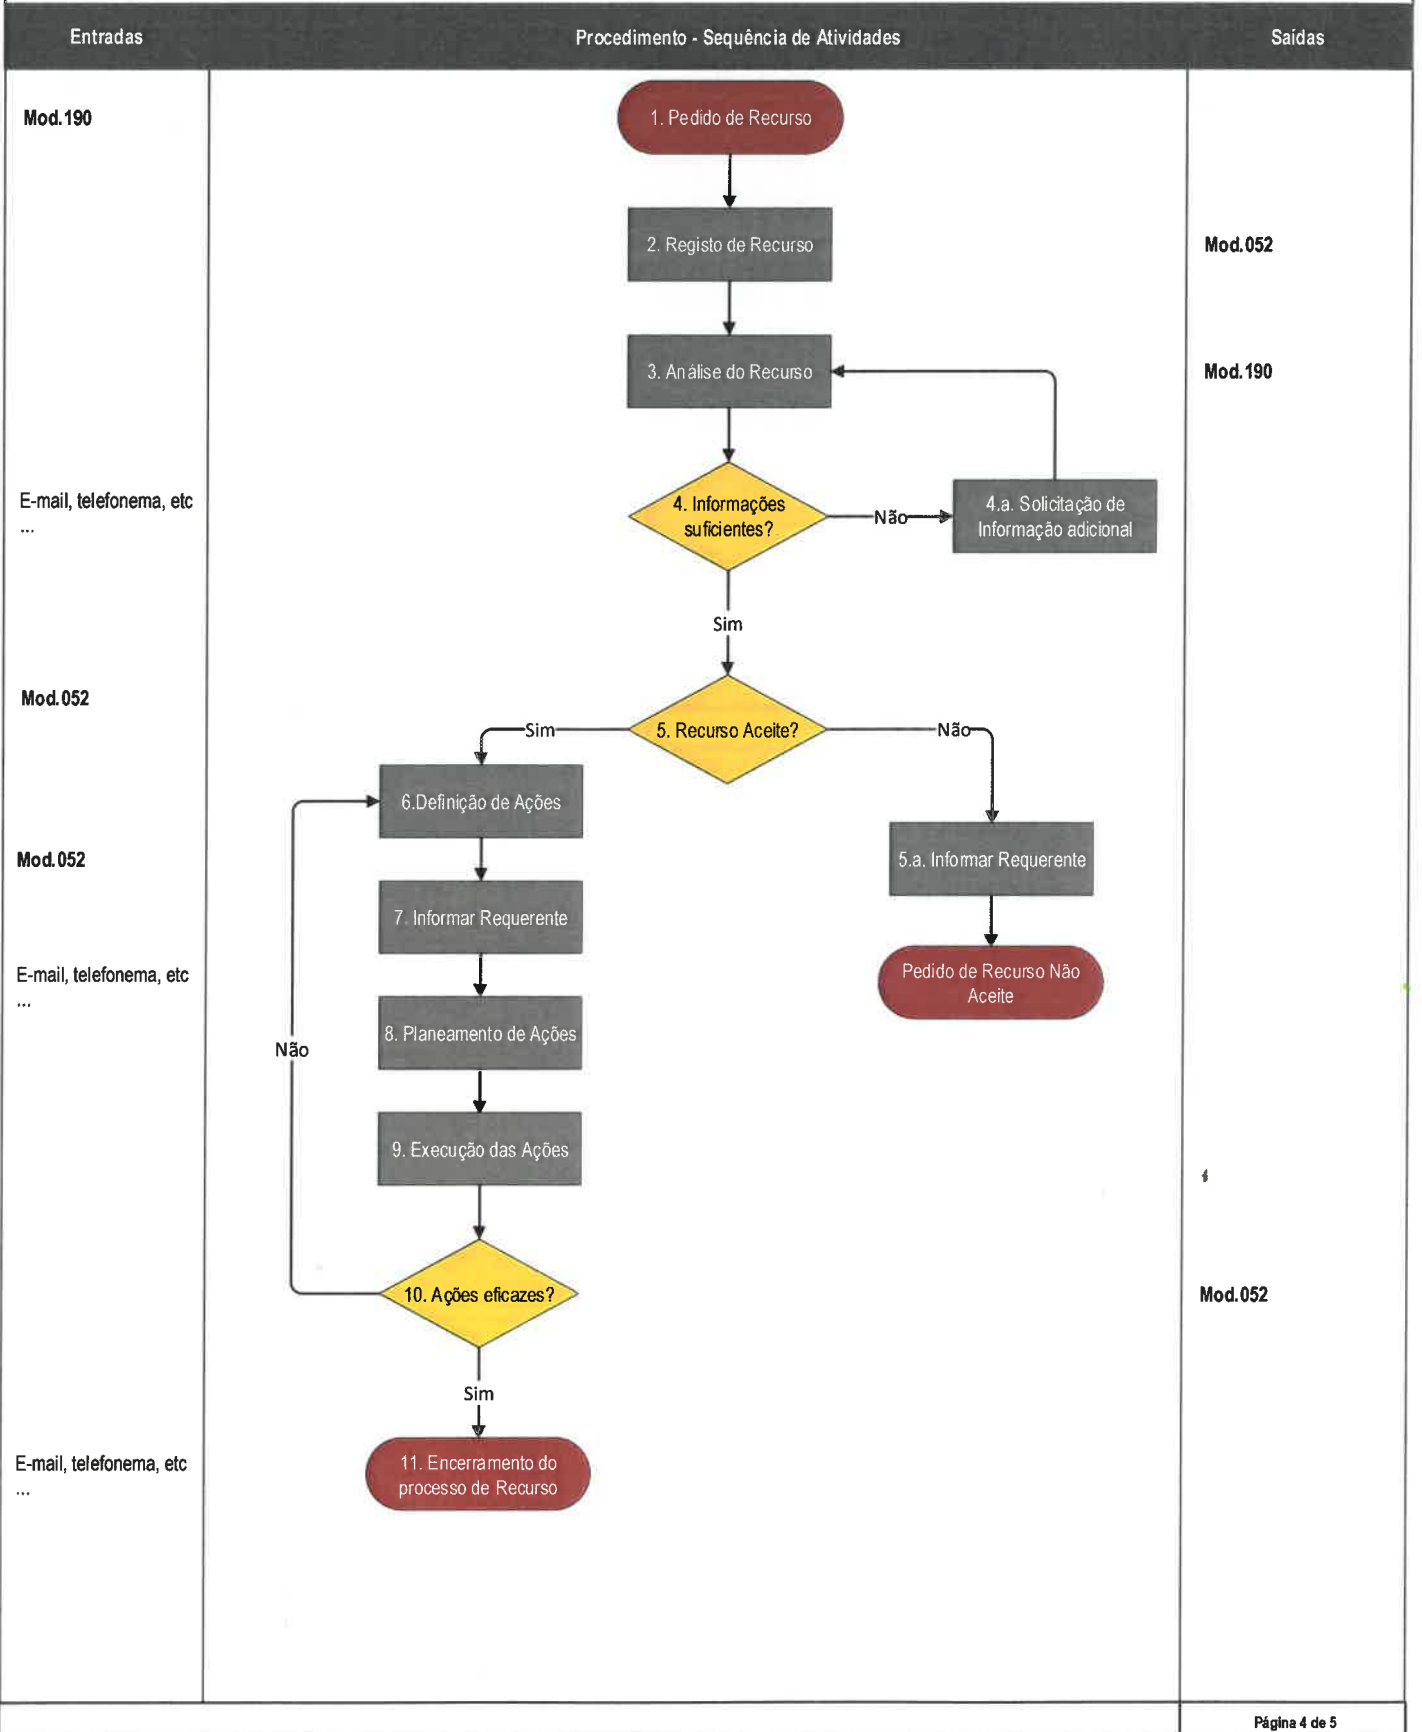 Entradas
Procedimento - Sequência de Atividades
Saídas
Mod.190
1. Pedido de Recurso
2. Registo de Recurso
Mod.052
3. Análise do Recurso
Mod.190
E-mail, telefonema, etc
...
4. Informações
suficientes?
Não
4.a. Solicitação de
Informação adicional
Sim
Mod.052
5. Recurso Aceite?
Sim
Não
6.Definição de Ações
Mod.052
5.a. Informar Requerente
7. Informar Requerente
E-mail, telefonema, etc
...
Pedido de Recurso Não
Aceite
8. Planeamento de Ações
Não
9. Execução das Ações
10. Ações eficazes?
Mod.052
Sim
E-mail, telefonema, etc
...
11. Encerramento do
processo de Recurso
Página 4 de 5